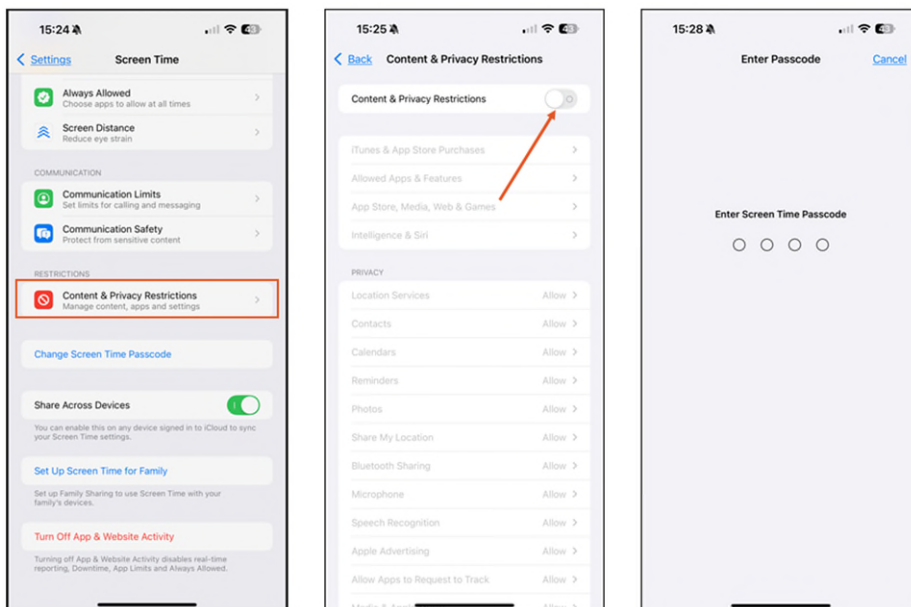 15:24
43
Settings
Screen Time
Always Allowed
Choose apps to allow at all times
Screen Distance
Reduce eye strain
COMMUNICATION
Communication Limits
Set limits for calling and messaging
Communication Safety
Protect from sensitive content
RESTRICTIONS
Content & Privacy Restrictions
Manage content, apps and settings
Change Screen Time Passcode
Share Across Devices
You can enable this on any device signed in to iCloud to sync
your Screen Time settings.
Set Up Screen Time for Family
Set up Family Sharing to use Screen Time with your
family's devices.
Turn Off App & Website Activity
Turning off App & Website Activity disables real-time
reporting, Downtime, App Limits and Always Allowed.
15:25
43
Back
Content & Privacy Restrictions
Content & Privacy Restrictions
iTunes & App Store Purchases
Allowed Apps & Features
App Store, Media, Web & Games
Intelligence & Siri
PRIVACY
Location Services Allow
Contacts Allow
Calendars Allow
Reminders Allow
Photos Allow
Share My Location Allow
Bluetooth Sharing Allow
Microphone Allow
Speech Recognition Allow
Apple Advertising Allow
Allow Apps to Request to Track Allow
Media & Allow
15:28
43
Enter Passcode
Cancel
Enter Screen Time Passcode